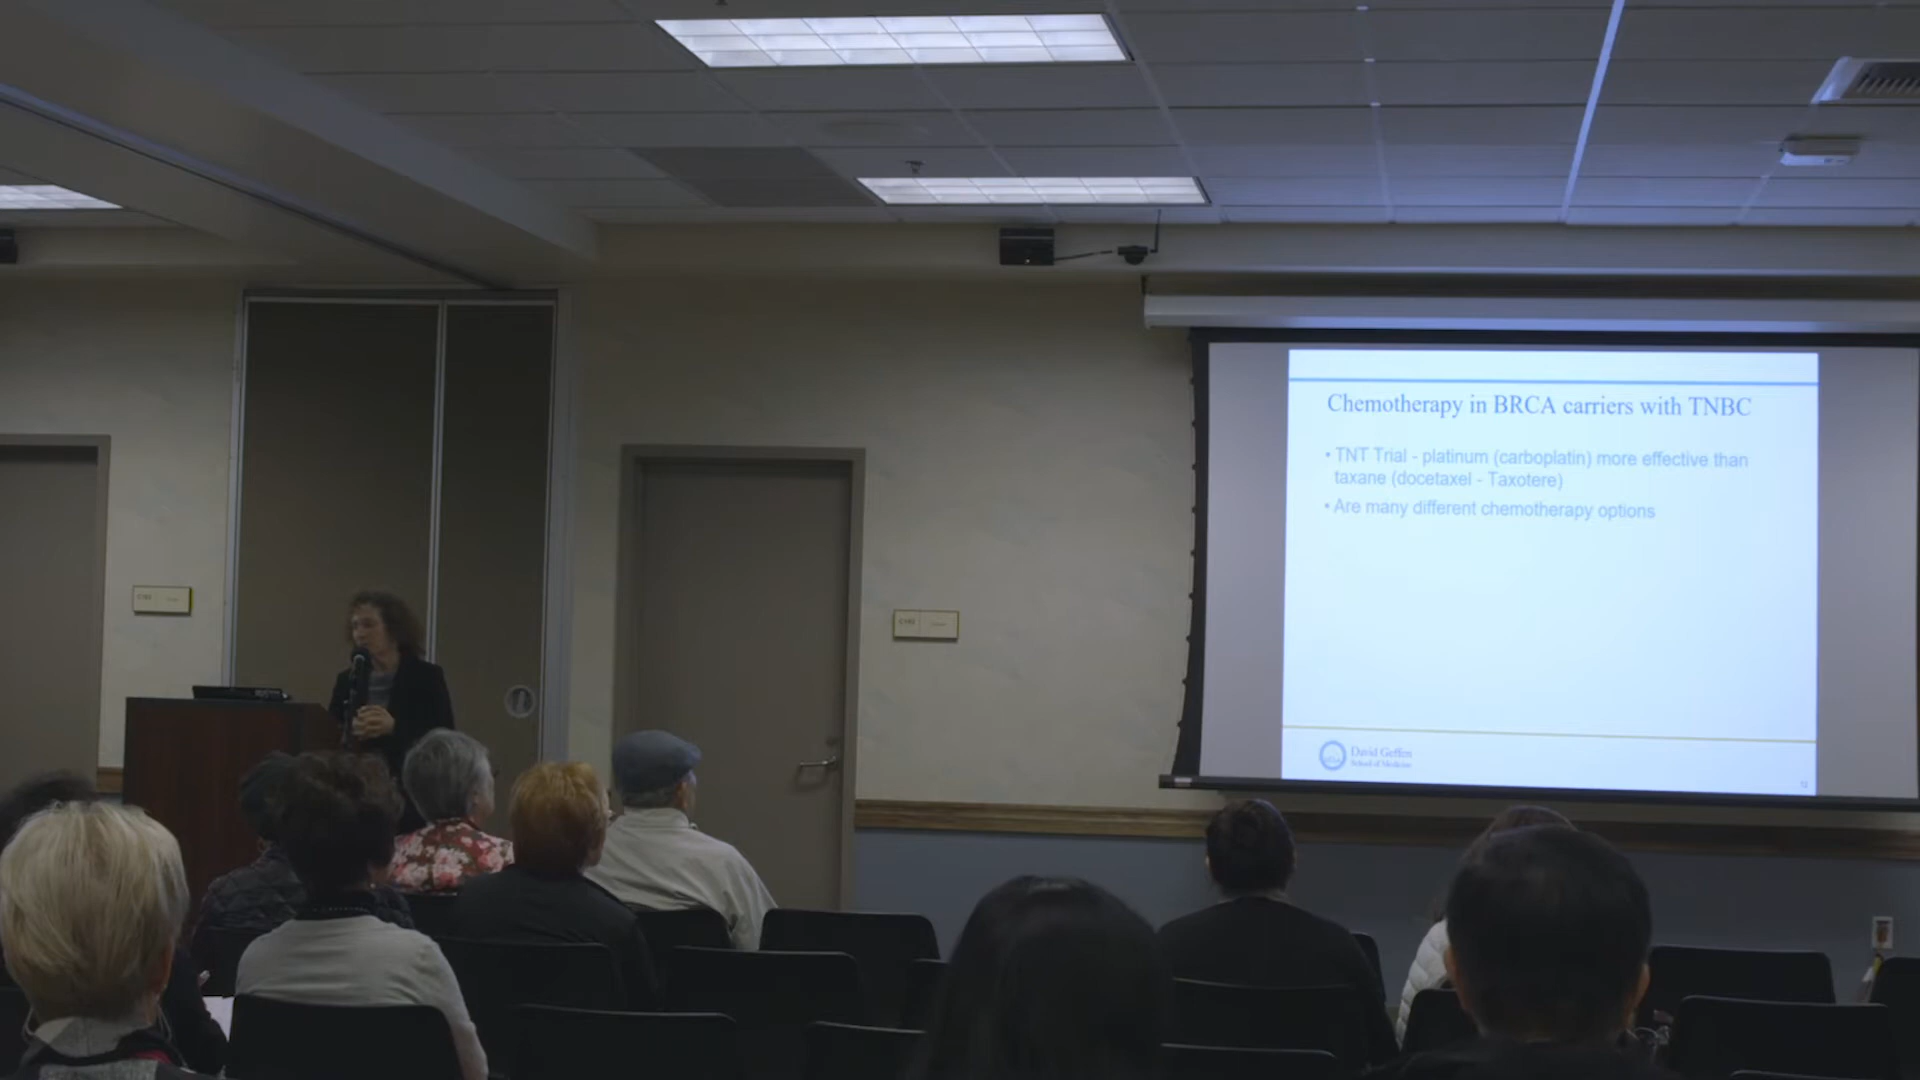 Chemotherapy in BRCA carriers with TNBC
• TNT Trial - platinum (carboplatin) more effective than
taxane (docetaxel - Taxotere)
• Are many different chemotherapy options
David Geffen
School of Medicine
12